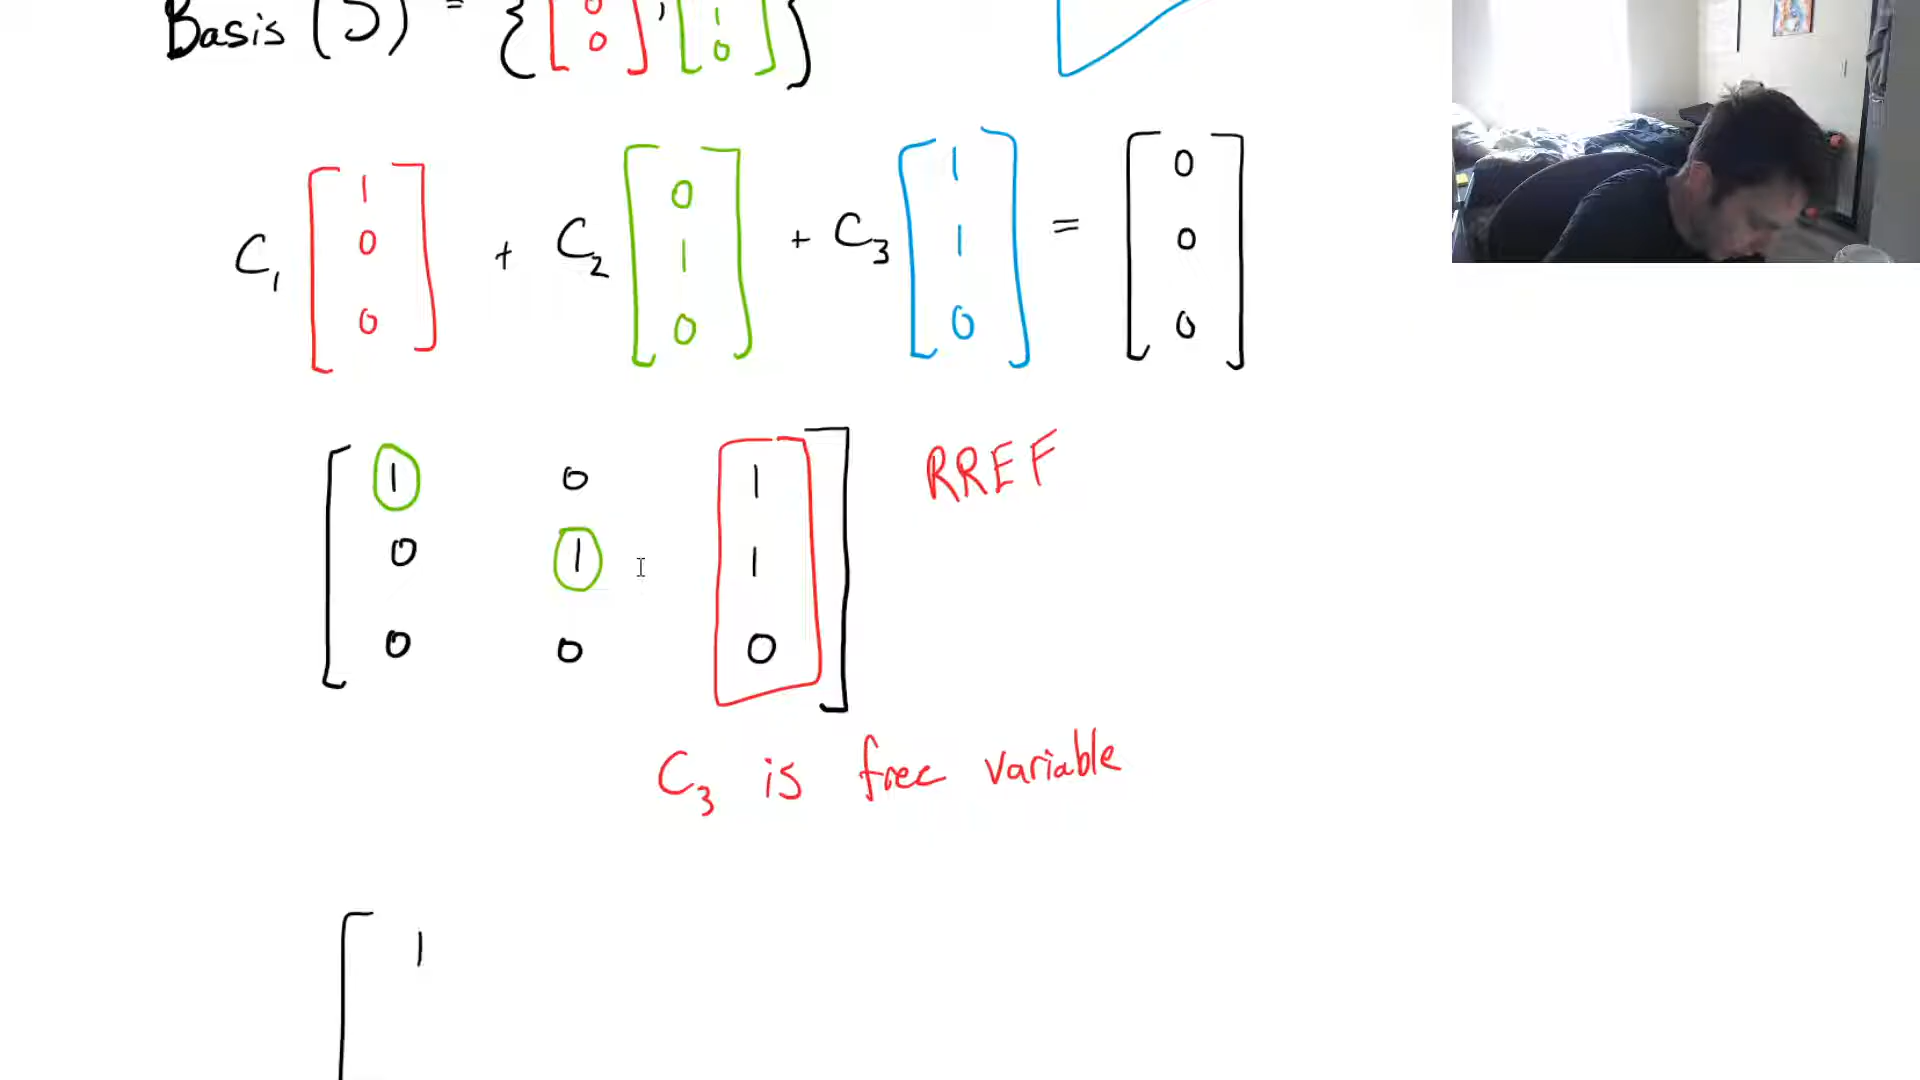 Basis (S) = {[0 0], [1 0]}
C₁ [1 0 0] + C₂ [0 1 0] + C₃ [1 1 0] = [0 0 0]
[1 0 1 RREF
0 1 1
0 0 0]
C₃ is free variable
[1